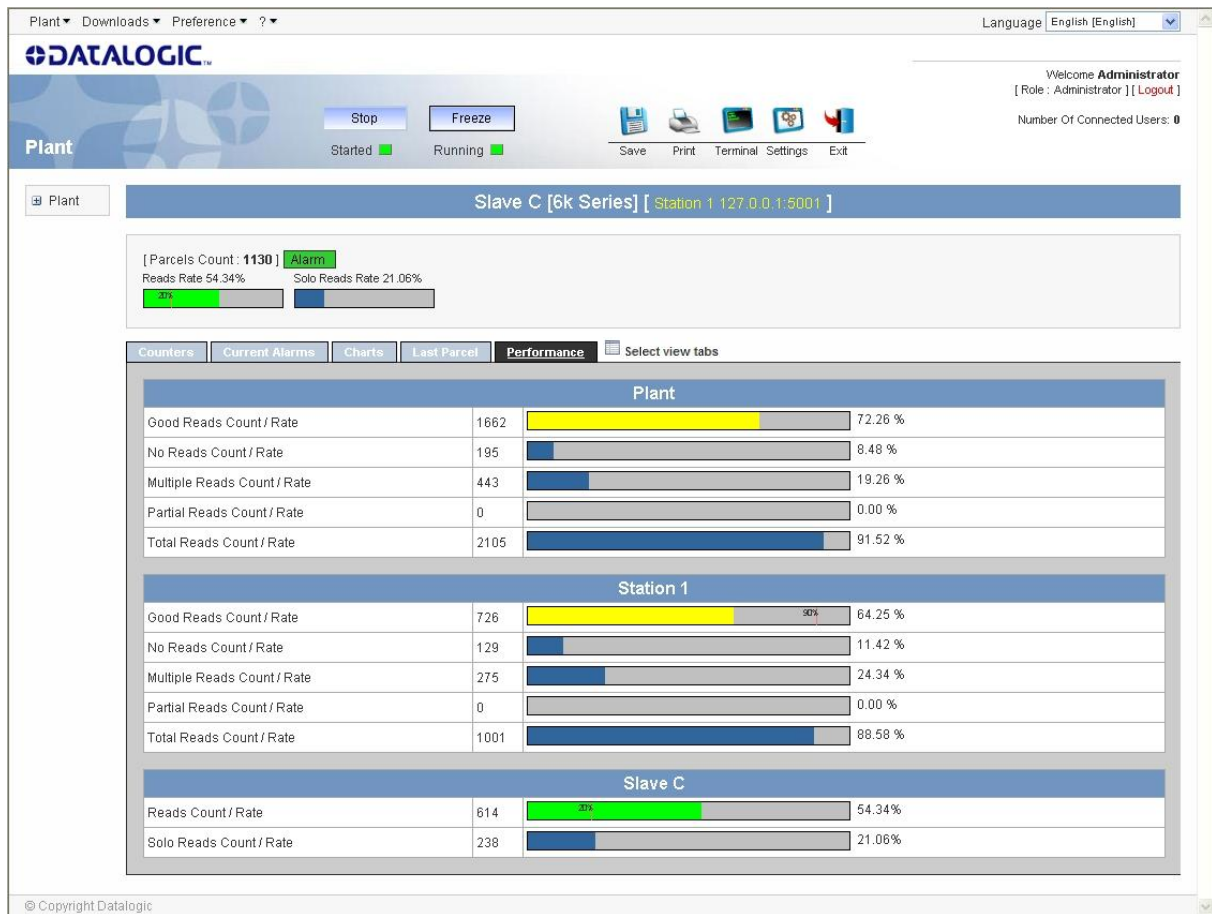 Plant Downloads Preference ? Language English [English]
DATALOGIC™
Welcome Administrator
[ Role : Administrator ] [ Logout ]
Number Of Connected Users: 0
Plant
Stop Freeze
Started Running
Save Print Terminal Settings Exit
Plant
Slave C [6k Series] [ Station 1 127.0.0.1:5001 ]
[ Parcels Count : 1130 ] Alarm
Reads Rate 54.34% Solo Reads Rate 21.06%
20%
Counters Current Alarms Charts Last Parcel Performance Select view tabs
Plant
Good Reads Count / Rate 1662 72.26 %
No Reads Count / Rate 195 8.48 %
Multiple Reads Count / Rate 443 19.26 %
Partial Reads Count / Rate 0 0.00 %
Total Reads Count / Rate 2105 91.52 %
Station 1
Good Reads Count / Rate 726 90% 64.25 %
No Reads Count / Rate 129 11.42 %
Multiple Reads Count / Rate 275 24.34 %
Partial Reads Count / Rate 0 0.00 %
Total Reads Count / Rate 1001 88.58 %
Slave C
Reads Count / Rate 614 20% 54.34%
Solo Reads Count / Rate 238 21.06%
© Copyright Datalogic